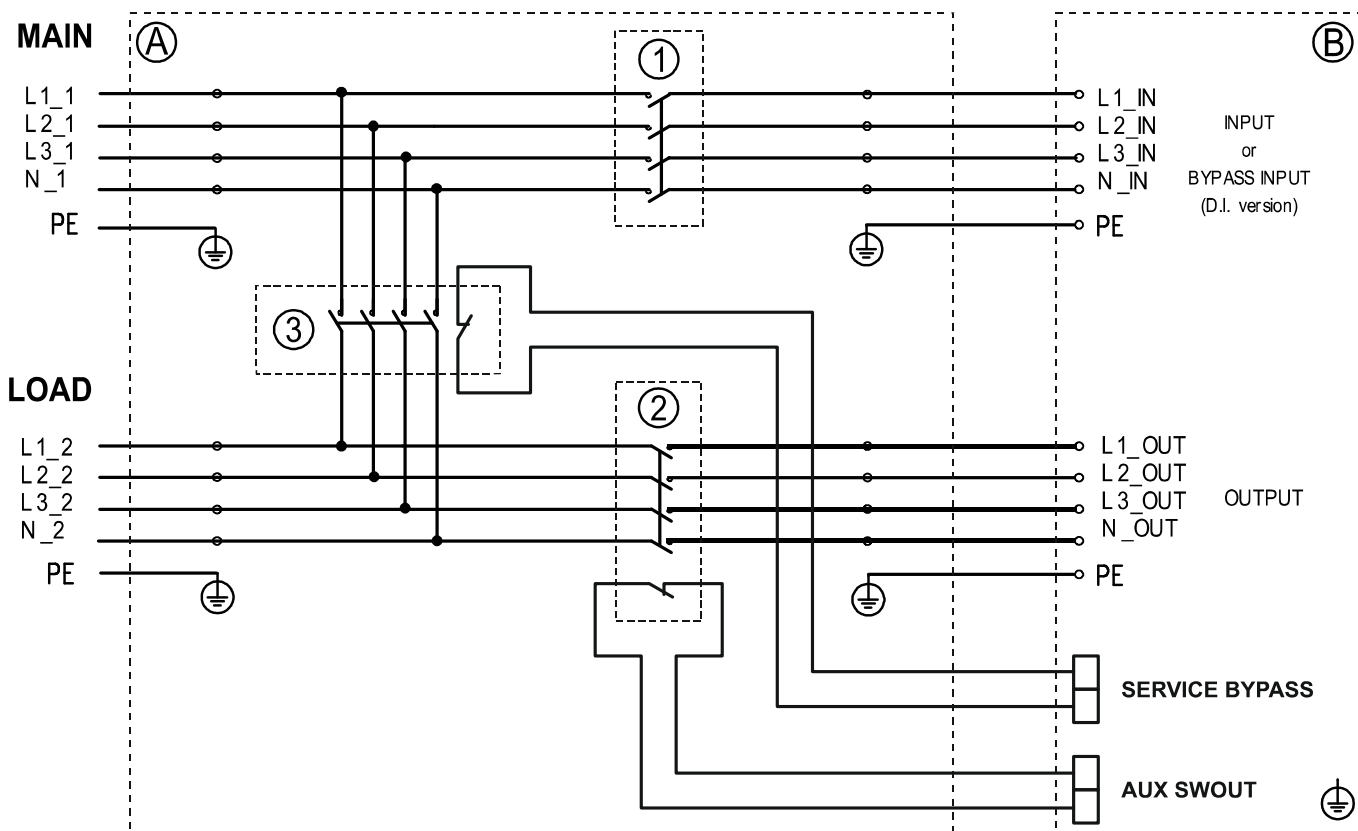 MAIN
A
1
B
L1_1
L2_1
L3_1
N_1
PE
L1_IN
L2_IN
L3_IN
N_IN
PE
INPUT
or
BYPASS INPUT
(D.I. version)
3
LOAD
2
L1_2
L2_2
L3_2
N_2
PE
L1_OUT
L2_OUT
L3_OUT
N_OUT
PE
OUTPUT
SERVICE BYPASS
AUX SWOUT